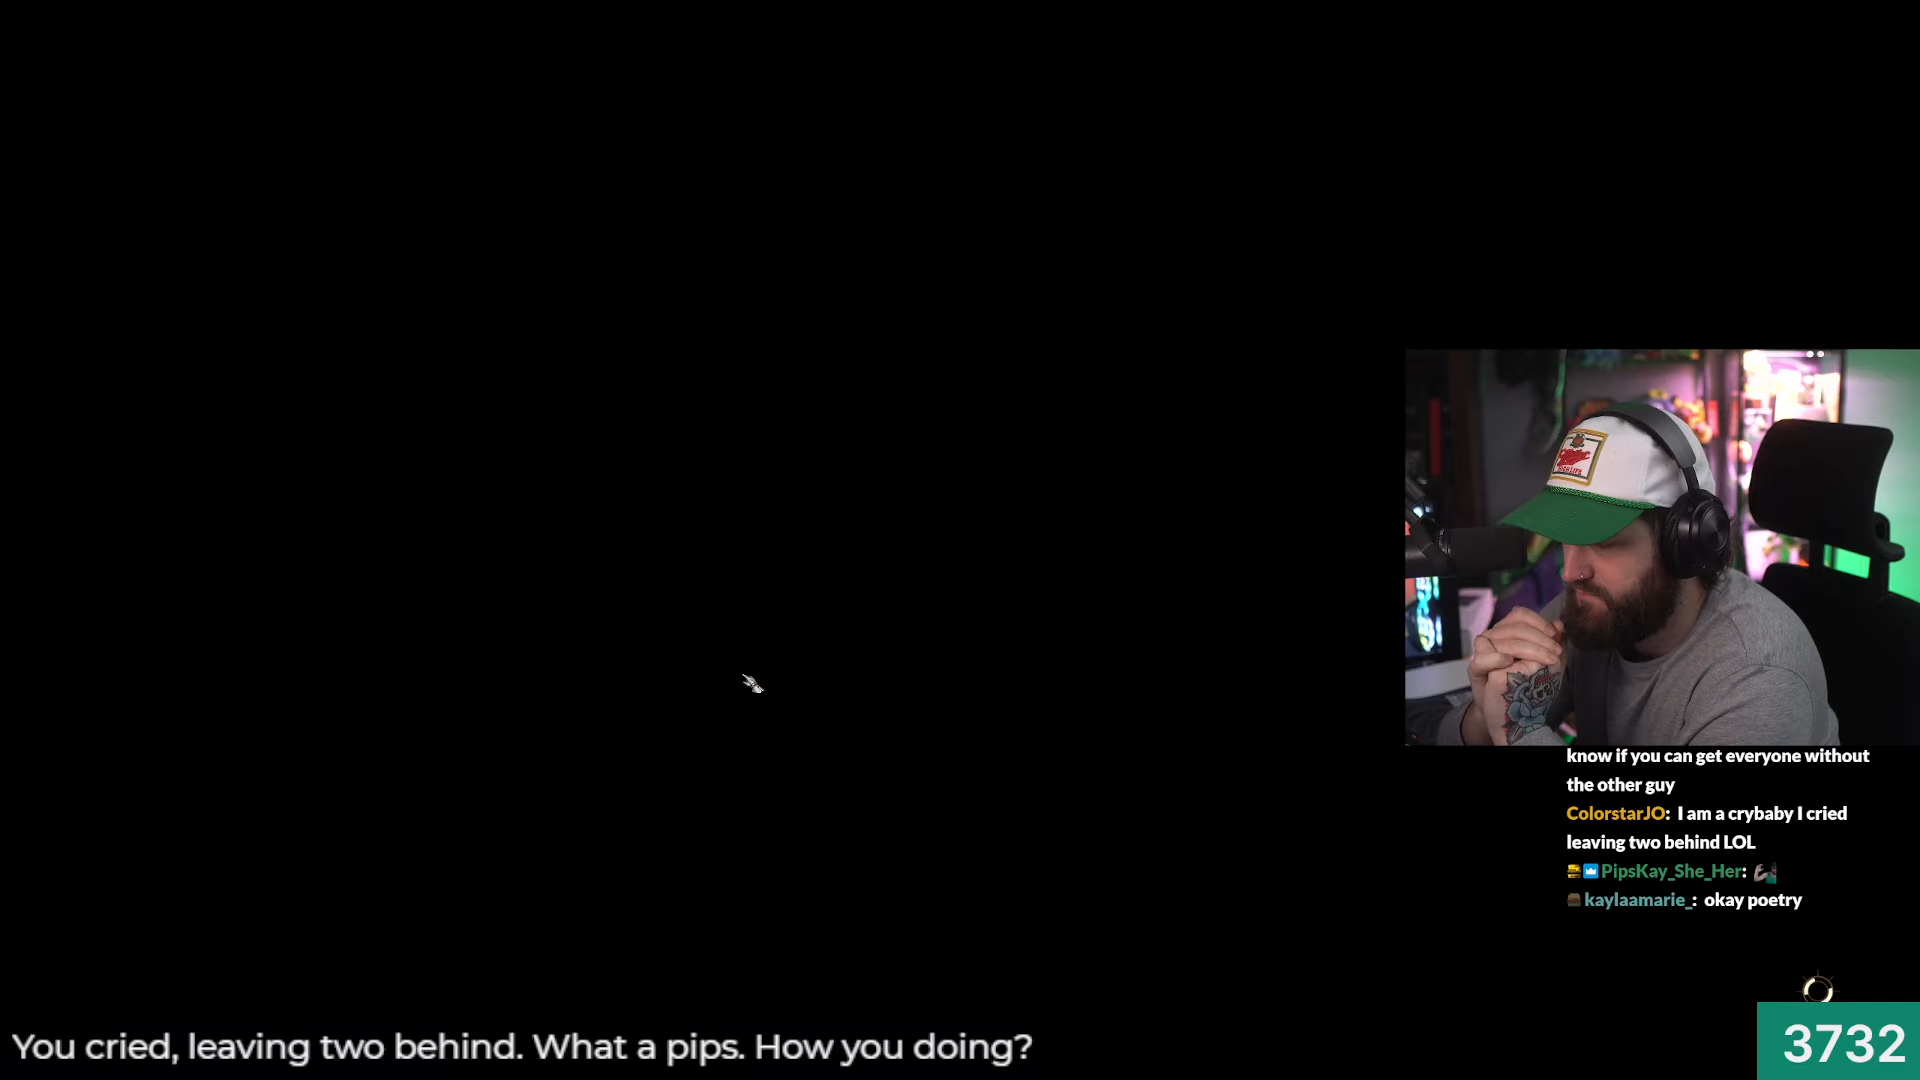 know if you can get everyone without
the other guy
ColorstarJO: I am a crybaby I cried
leaving two behind LOL
PipsKay_She_Her:
kaylaamarie_: okay poetry
You cried, leaving two behind. What a pips. How you doing?
3732